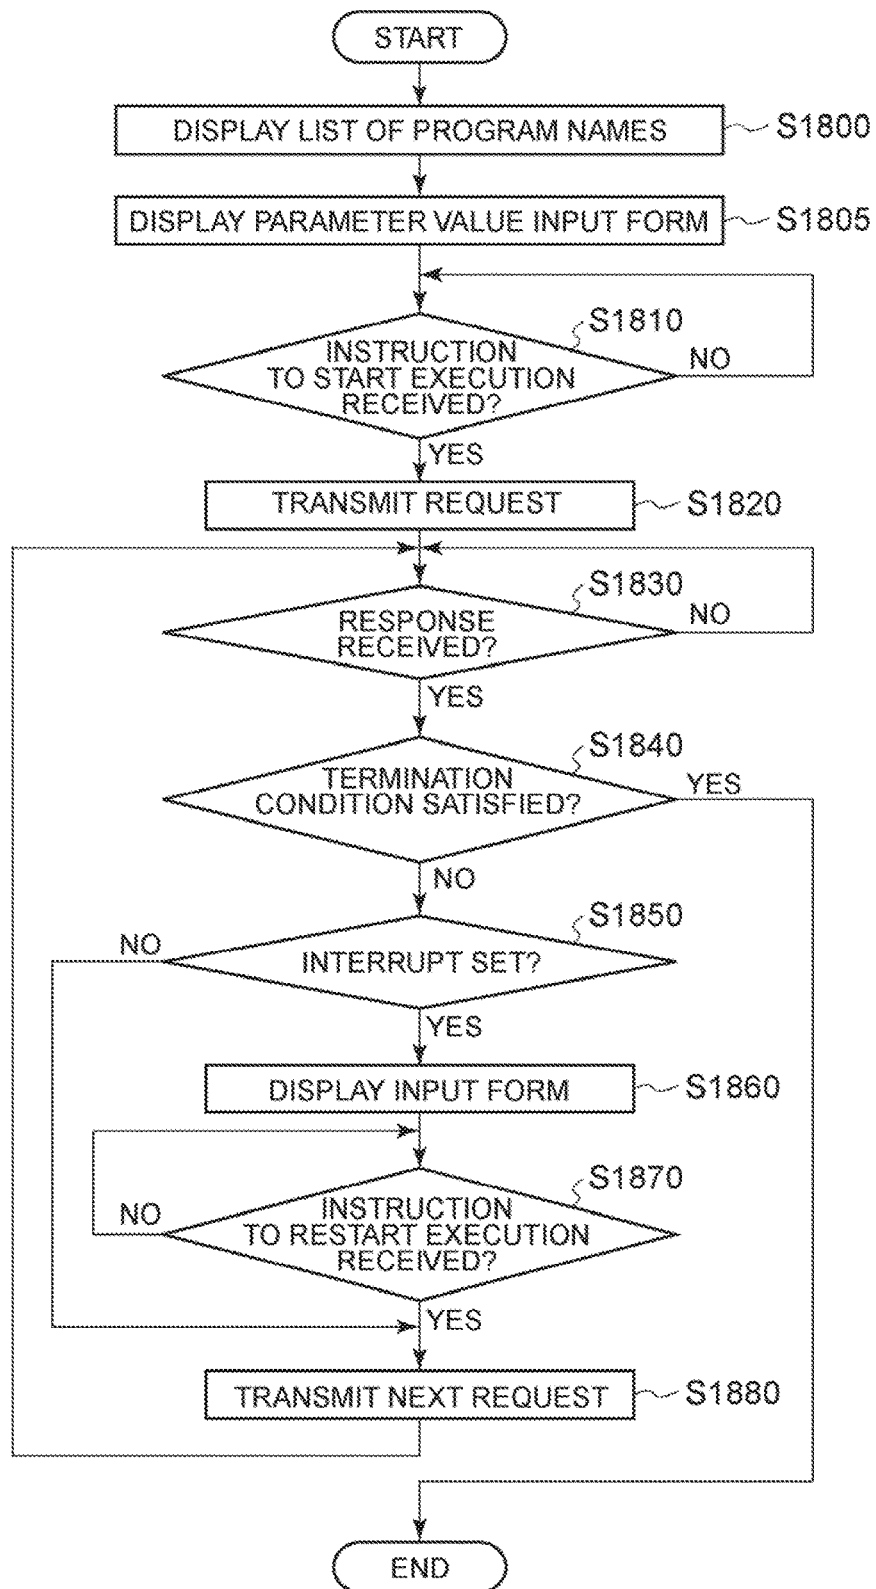 START
DISPLAY LIST OF PROGRAM NAMES
S1800
DISPLAY PARAMETER VALUE INPUT FORM
S1805
S1810
INSTRUCTION
TO START EXECUTION
RECEIVED?
NO
YES
TRANSMIT REQUEST
S1820
S1830
RESPONSE
RECEIVED?
NO
YES
S1840
TERMINATION
CONDITION SATISFIED?
YES
NO
S1850
NO
INTERRUPT SET?
YES
DISPLAY INPUT FORM
S1860
S1870
INSTRUCTION
TO RESTART EXECUTION
RECEIVED?
NO
YES
TRANSMIT NEXT REQUEST
S1880
END